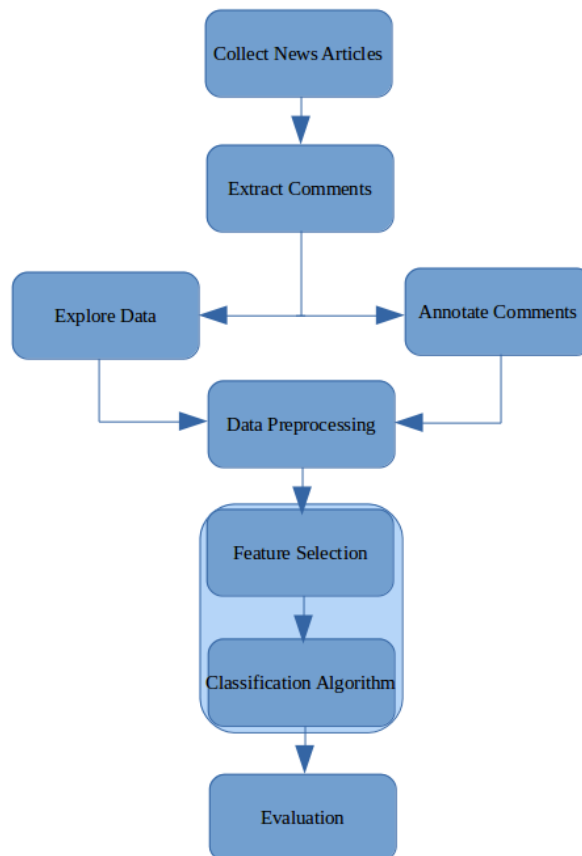 Collect News Articles
Extract Comments
Explore Data
Annotate Comments
Data Preprocessing
Feature Selection
Classification Algorithm
Evaluation